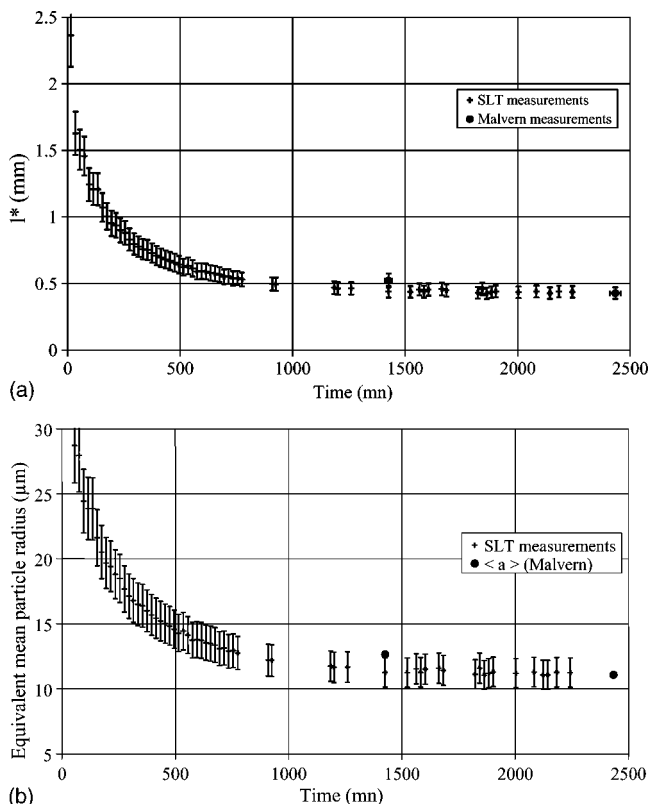 2.5
2
1.5
1
0.5
0
l* (mm)
SLT measurements
Malvern measurements
0 500 1000 1500 2000 2500
Time (mn)
(a)
30
25
20
15
10
5
Equivalent mean particle radius (μm)
SLT measurements
< a > (Malvern)
0 500 1000 1500 2000 2500
Time (mn)
(b)